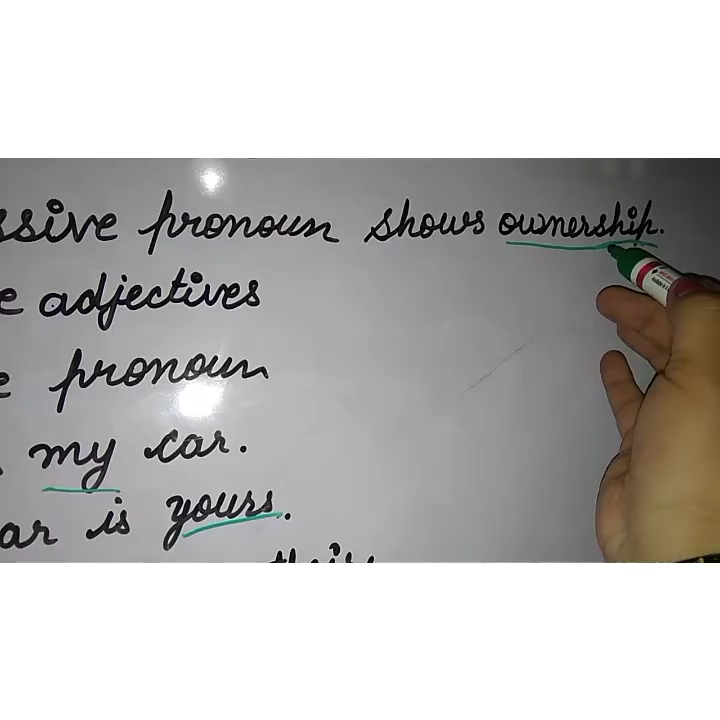 ssive pronoun shows ownership.
e adjectives
e pronoun
my car.
ar is yours.